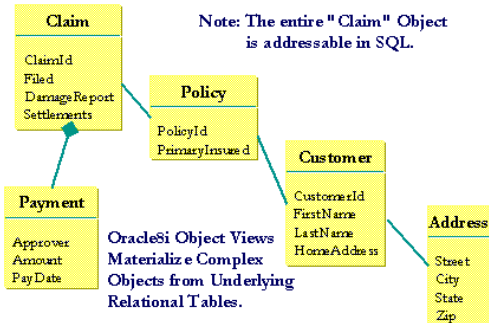 Claim
ClaimId
Filed
DamageReport
Settlements
Note: The entire "Claim" Object
is addressable in SQL.
Policy
PolicyId
PrimaryInsured
Customer
CustomerId
FirstName
LastName
HomeAddress
Payment
Approver
Amount
PayDate
Oracle8i Object Views
Materialize Complex
Objects from Underlying
Relational Tables.
Address
Street
City
State
Zip